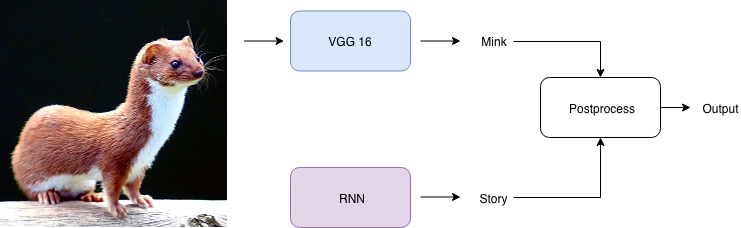 VGG 16
Mink
Postprocess
Output
RNN
Story